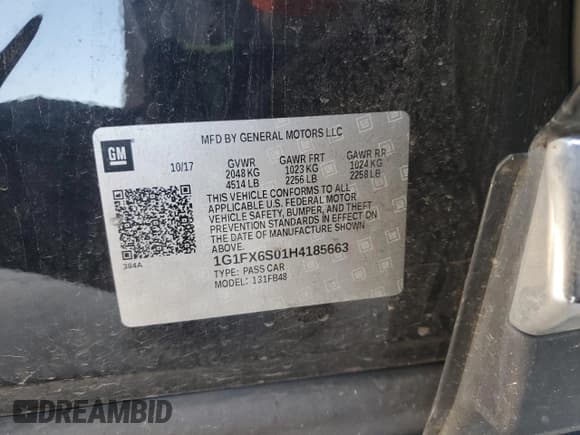 GM
MFD BY GENERAL MOTORS LLC
10/17 GVWR GAWR FRT GAWR RR
2048 KG 1023 KG 1024 KG
4514 LB 2256 LB 2258 LB
THIS VEHICLE CONFORMS TO ALL
APPLICABLE U.S. FEDERAL MOTOR
VEHICLE SAFETY, BUMPER, AND THEFT
PREVENTION STANDARDS IN EFFECT ON
THE DATE OF MANUFACTURE SHOWN
ABOVE.
384A
1G1FX6S01H4185663
TYPE: PASS CAR
MODEL: 131FB48
DREAMBID